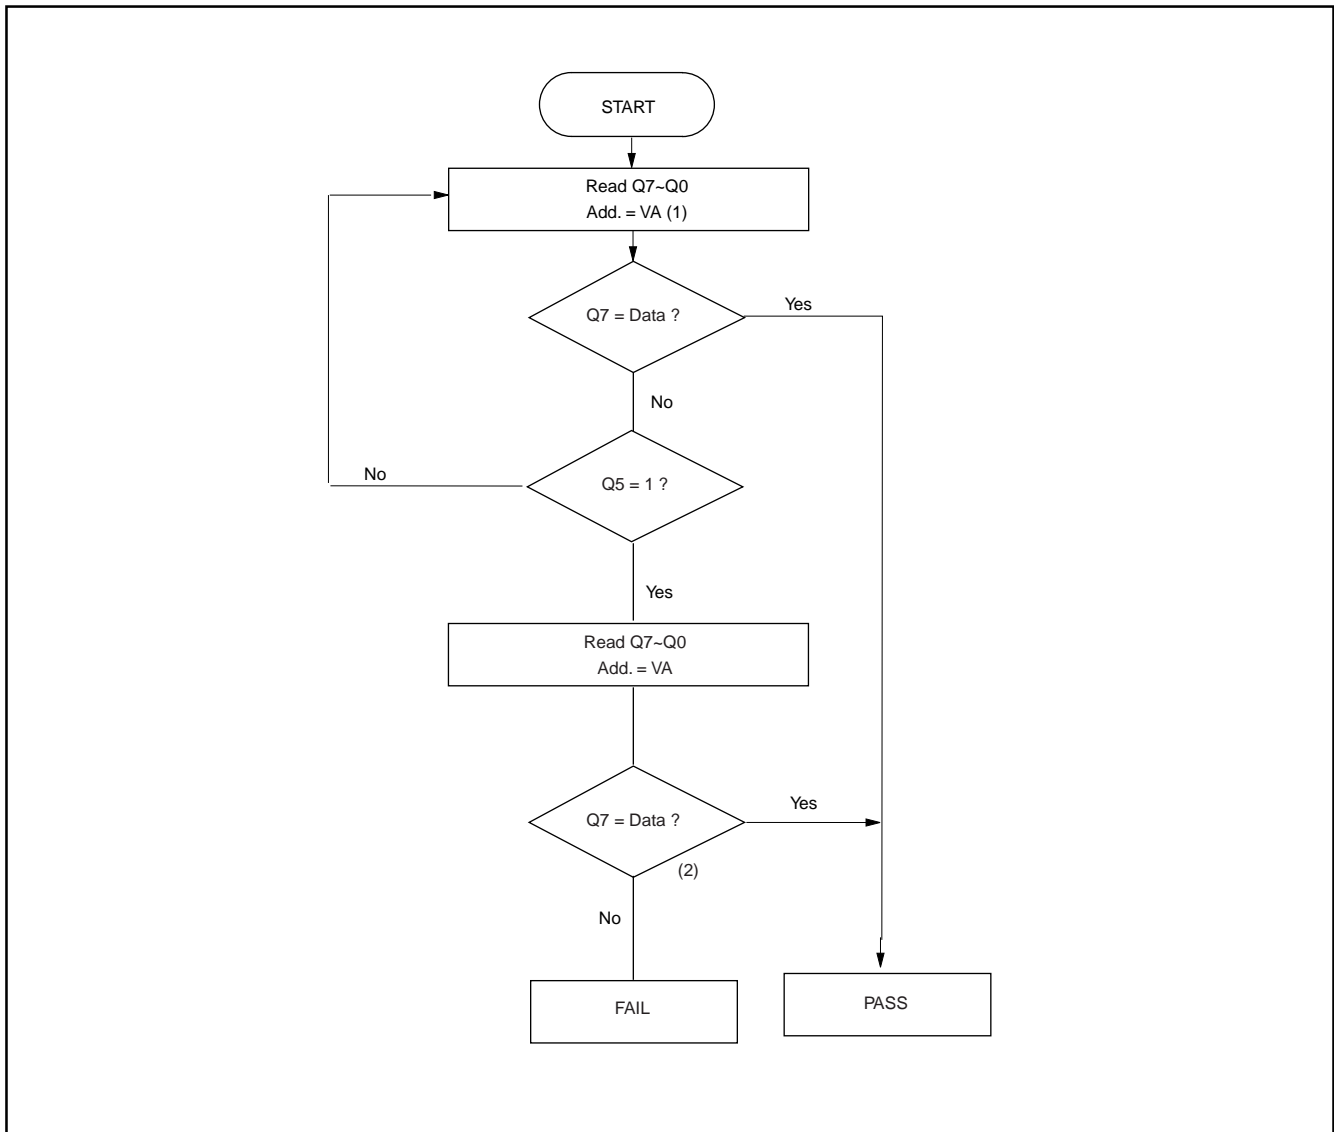 START
Read Q7~Q0
Add. = VA (1)
Q7 = Data ?
Yes
No
Q5 = 1 ?
No
Yes
Read Q7~Q0
Add. = VA
Q7 = Data ?
Yes
(2)
No
FAIL
PASS